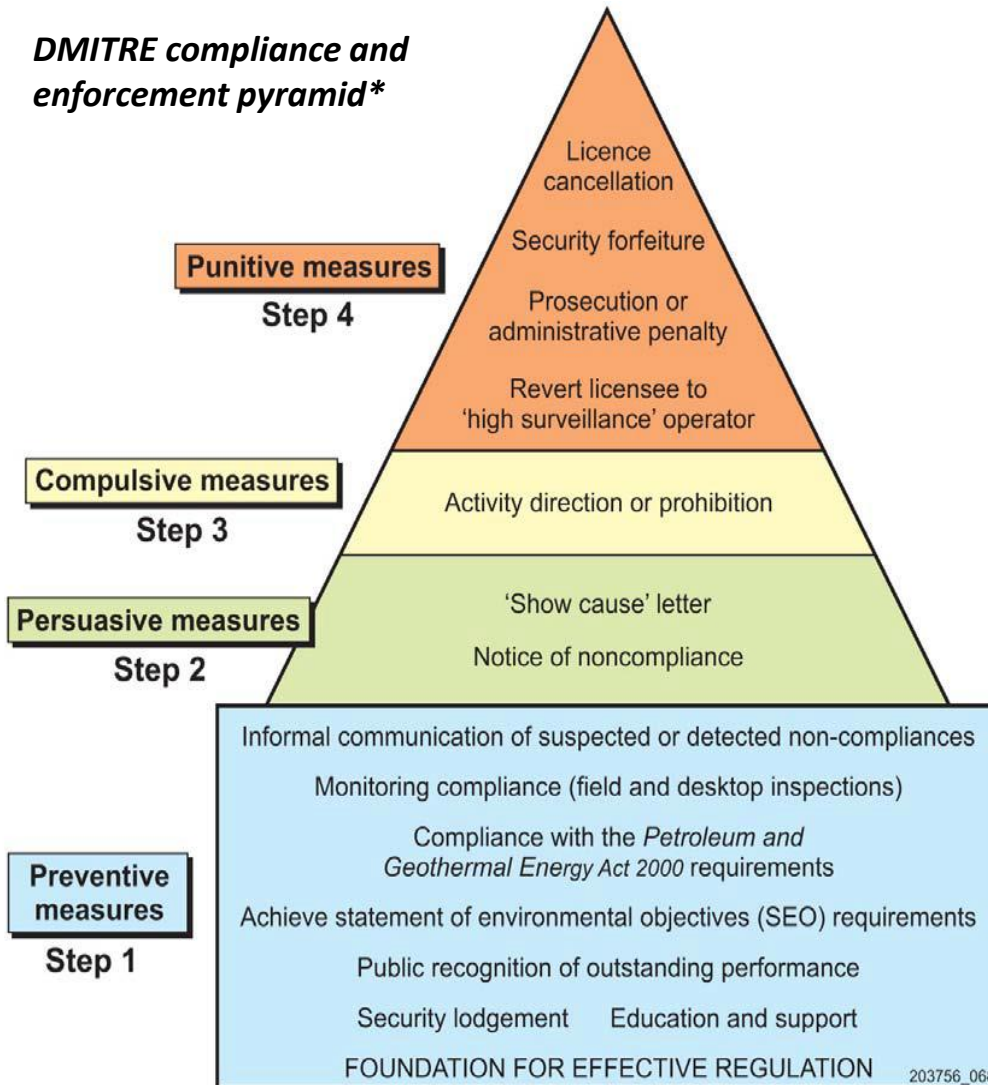 DMITRE compliance and
enforcement pyramid*
Licence
cancellation
Security forfeiture
Prosecution or
administrative penalty
Revert licensee to
‘high surveillance’ operator
Punitive measures
Step 4
Activity direction or prohibition
Compulsive measures
Step 3
‘Show cause’ letter
Notice of noncompliance
Persuasive measures
Step 2
Informal communication of suspected or detected non-compliances
Monitoring compliance (field and desktop inspections)
Compliance with the Petroleum and
Geothermal Energy Act 2000 requirements
Achieve statement of environmental objectives (SEO) requirements
Public recognition of outstanding performance
Security lodgement Education and support
FOUNDATION FOR EFFECTIVE REGULATION
Preventive
measures
Step 1